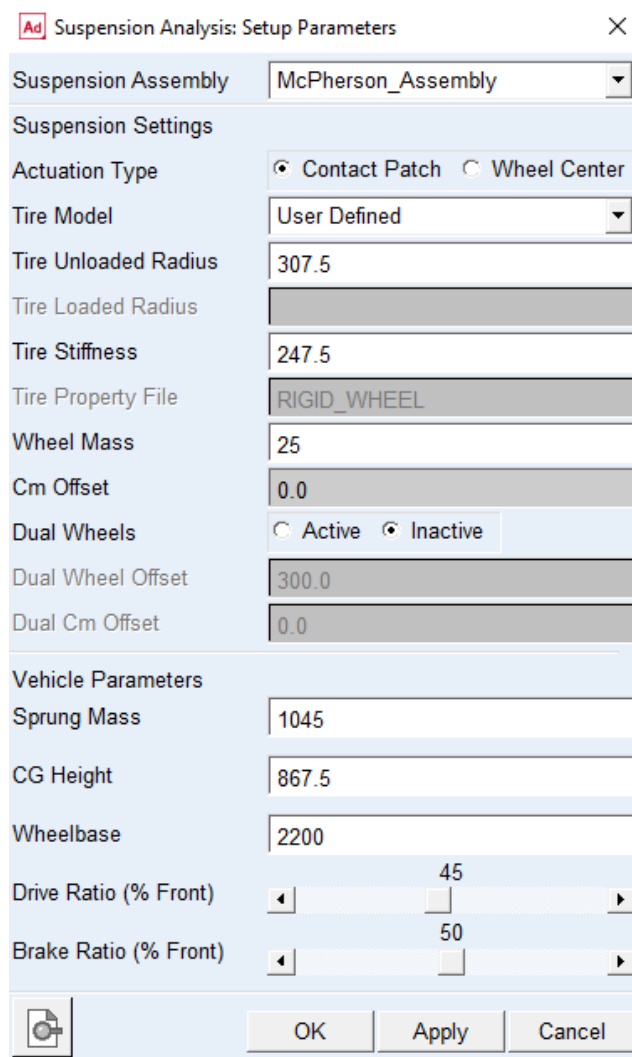 Ad Suspension Analysis: Setup Parameters
Suspension Assembly McPherson_Assembly
Suspension Settings
Actuation Type Contact Patch Wheel Center
Tire Model User Defined
Tire Unloaded Radius 307.5
Tire Loaded Radius
Tire Stiffness 247.5
Tire Property File RIGID_WHEEL
Wheel Mass 25
Cm Offset 0.0
Dual Wheels Active Inactive
Dual Wheel Offset 300.0
Dual Cm Offset 0.0
Vehicle Parameters
Sprung Mass 1045
CG Height 867.5
Wheelbase 2200
45
Drive Ratio (% Front)
50
Brake Ratio (% Front)
OK Apply Cancel